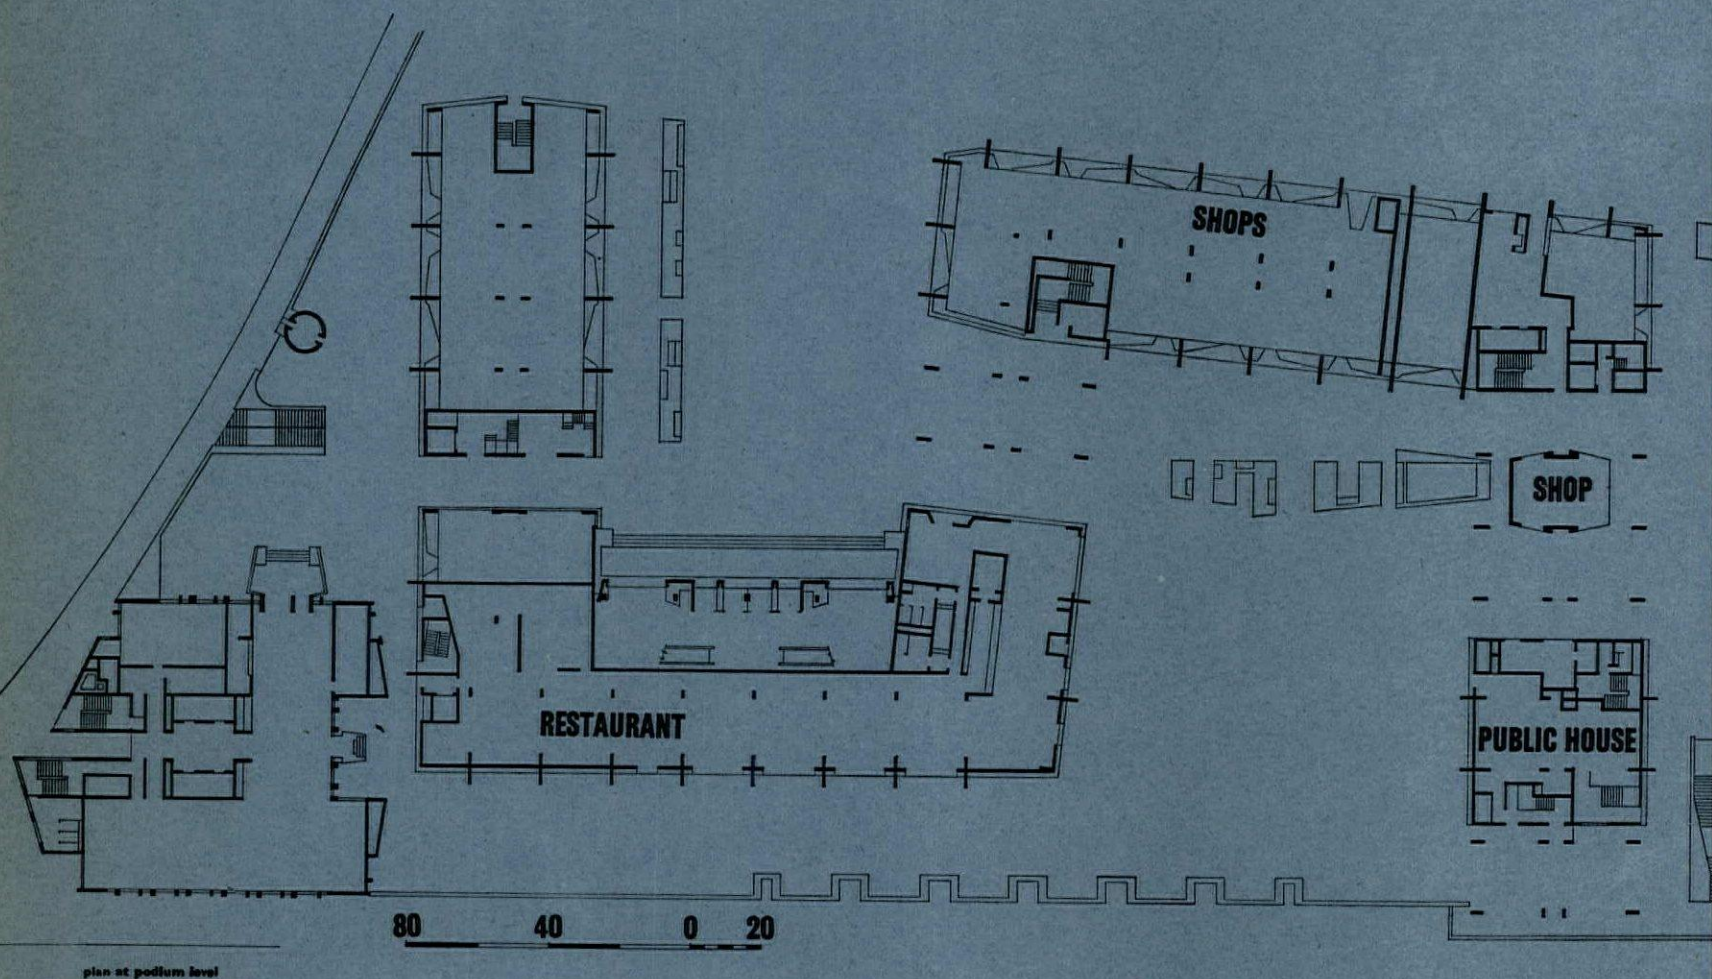 SHOPS
SHOP
RESTAURANT
PUBLIC HOUSE
80 40 0 20
plan at podium level